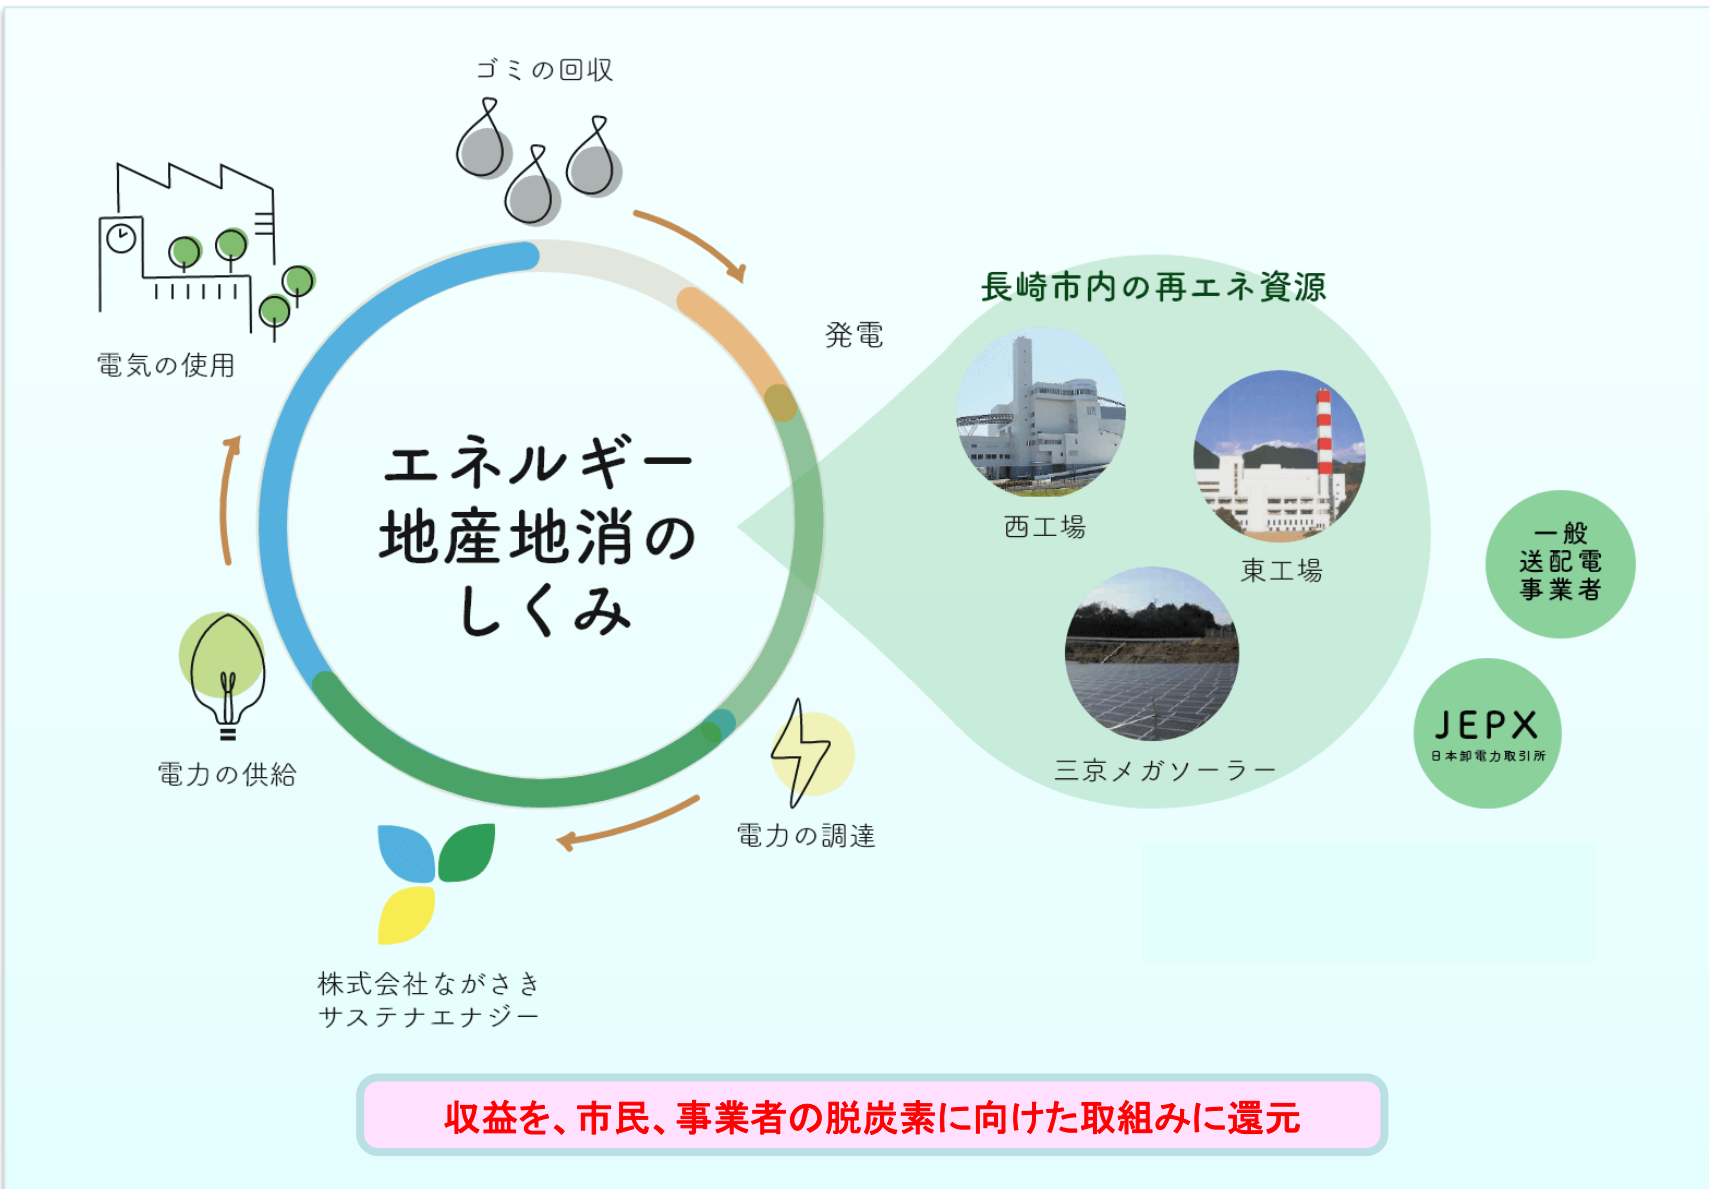 ゴミの回収
発電
電気の使用
エネルギー
地産地消の
しくみ
長崎市内の再エネ資源
西工場
東工場
三京メガソーラー
一般
送配電
事業者
JEPX
日本卸電力取引所
電力の調達
電力の供給
株式会社ながさき
サステナエナジー
収益を、市民、事業者の脱炭素に向けた取組みに還元